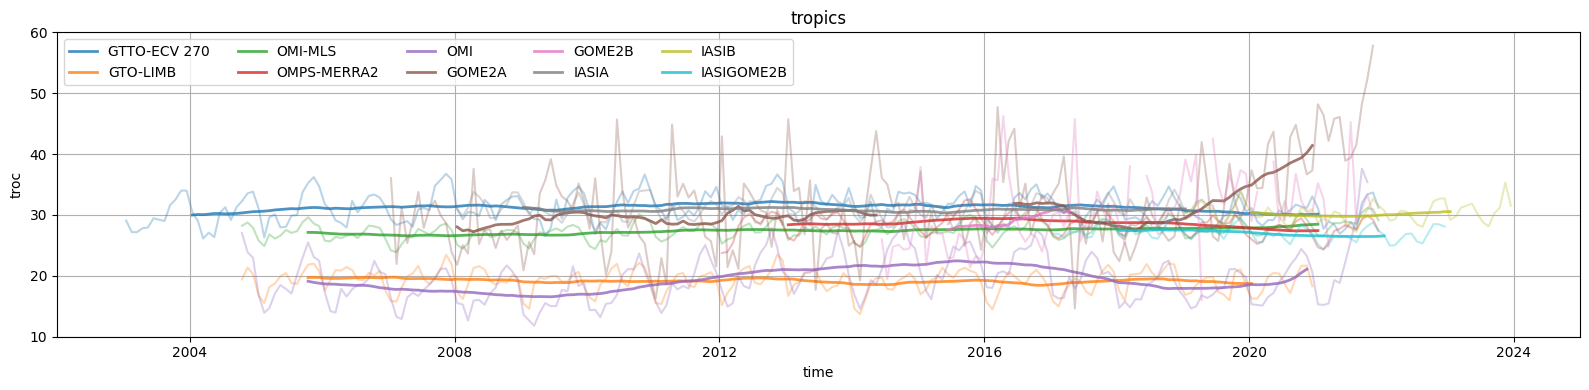 tropics
60
50
40
30
20
10
troc
GTTO-ECV 270
GTO-LIMB
OMI-MLS
OMPS-MERRA2
OMI
GOME2A
GOME2B
IASIA
IASIB
IASIGOME2B
2004 2008 2012 2016 2020 2024
time